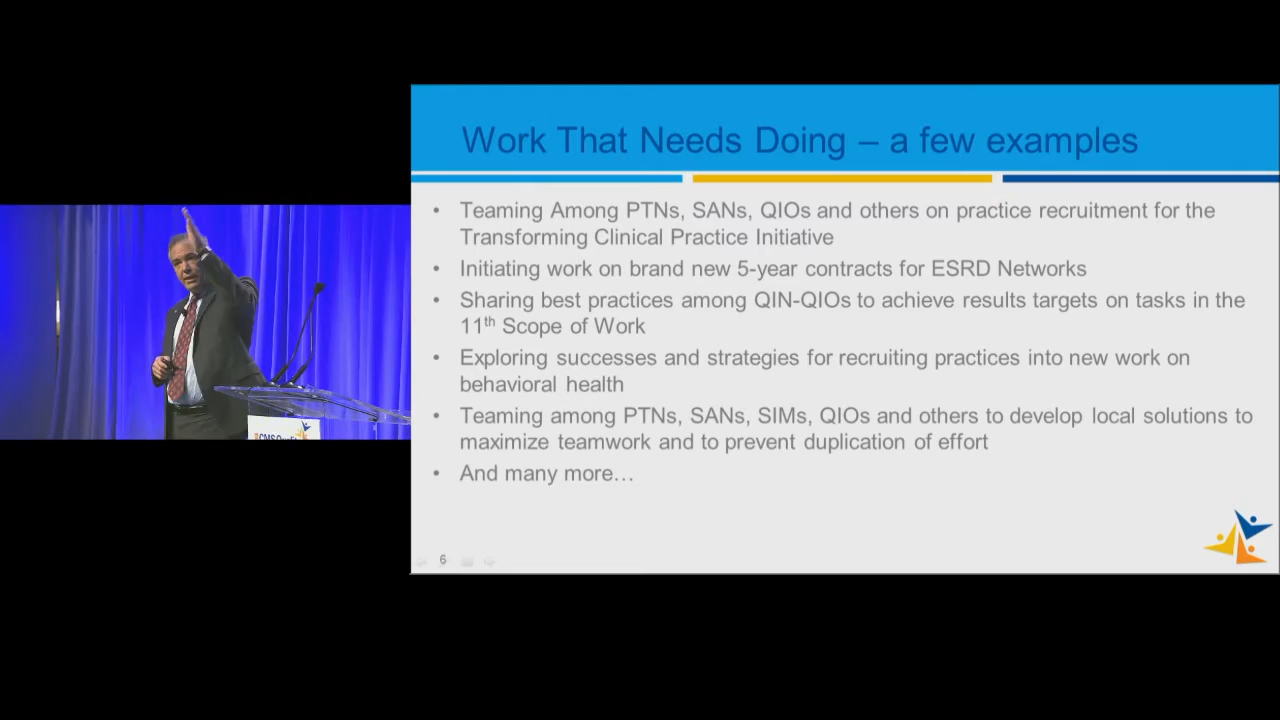 Work That Needs Doing – a few examples
• Teaming Among PTNs, SANs, QIOs and others on practice recruitment for the
Transforming Clinical Practice Initiative
• Initiating work on brand new 5-year contracts for ESRD Networks
• Sharing best practices among QIN-QIOs to achieve results targets on tasks in the
11th Scope of Work
• Exploring successes and strategies for recruiting practices into new work on
behavioral health
• Teaming among PTNs, SANs, SIMs, QIOs and others to develop local solutions to
maximize teamwork and to prevent duplication of effort
• And many more…
6
CMS